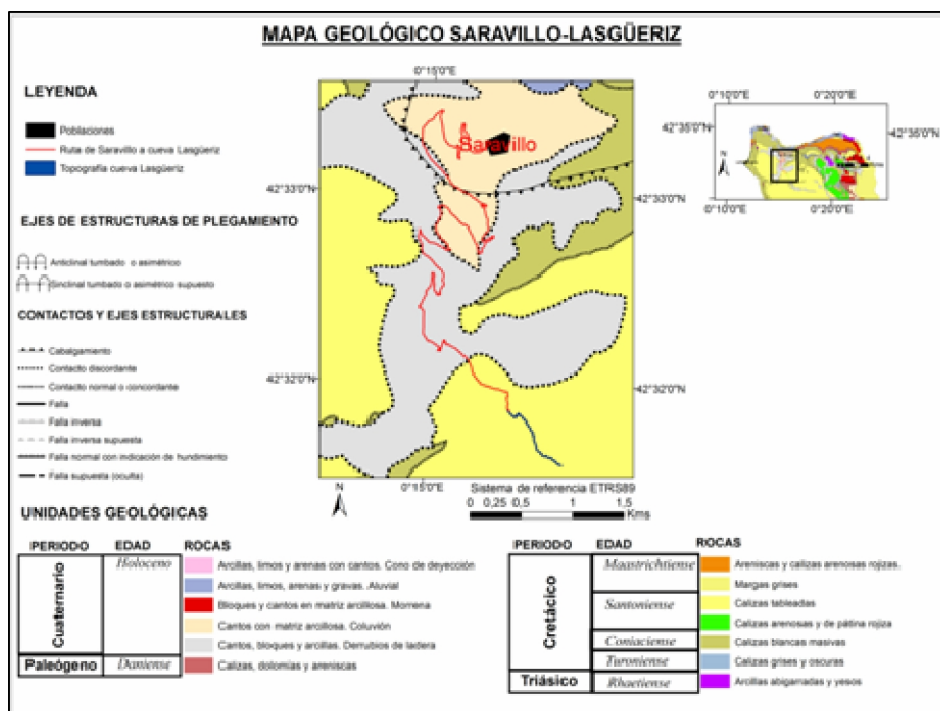 MAPA GEOLÓGICO SARAVILLO-LASGÜERIZ
LEYENDA
Poblaciones
Ruta de Saravillo a cueva Lasgüeriz
Topografía cueva Lasgüeriz
EJES DE ESTRUCTURAS DE PLEGAMIENTO
Anticlinal tumbado o asimétrico
Sinclinal tumbado o asimétrico supuesto
CONTACTOS Y EJES ESTRUCTURALES
Cabalgamiento
Contacto discordante
Contacto normal o concordante
Falla
Falla inversa
Falla inversa supuesta
Falla normal con indicación de hundimiento
Falla supuesta (oculta)
0°15'0"E
Saravillo
42°33'0"N
42°33'0"N
42°32'0"N
42°32'0"N
0°15'0"E
0°10'0"E
0°20'0"E
42°35'0"N
42°35'0"N
N
0°10'0"E
0°20'0"E
N
Sistema de referencia ETRS89
0 0,25 0,5 1 1,5
Kms
UNIDADES GEOLÓGICAS
PERIODO EDAD ROCAS
Cuaternario
Holoceno
Arcillas, limos y arenas con cantos. Cono de deyección
Arcillas, limos, arenas y gravas. Aluvial
Bloques y cantos en matriz arcillosa. Morrena
Cantos con matriz arcillosa. Coluvión
Cantos, bloques y arcillas. Derrubios de ladera
Paleógeno Daniense Calizas, dolomías y areniscas
PERIODO EDAD ROCAS
Cretácico
Maastrichtiense
Areniscas y calizas arenosas rojizas.
Margas grises
Santoniense
Calizas tableadas
Calizas arenosas y de pátina rojiza
Coniaciense
Calizas blancas masivas
Turoniense
Calizas grises y oscuras
Triásico Rhaetiense Arcillas abigarradas y yesos